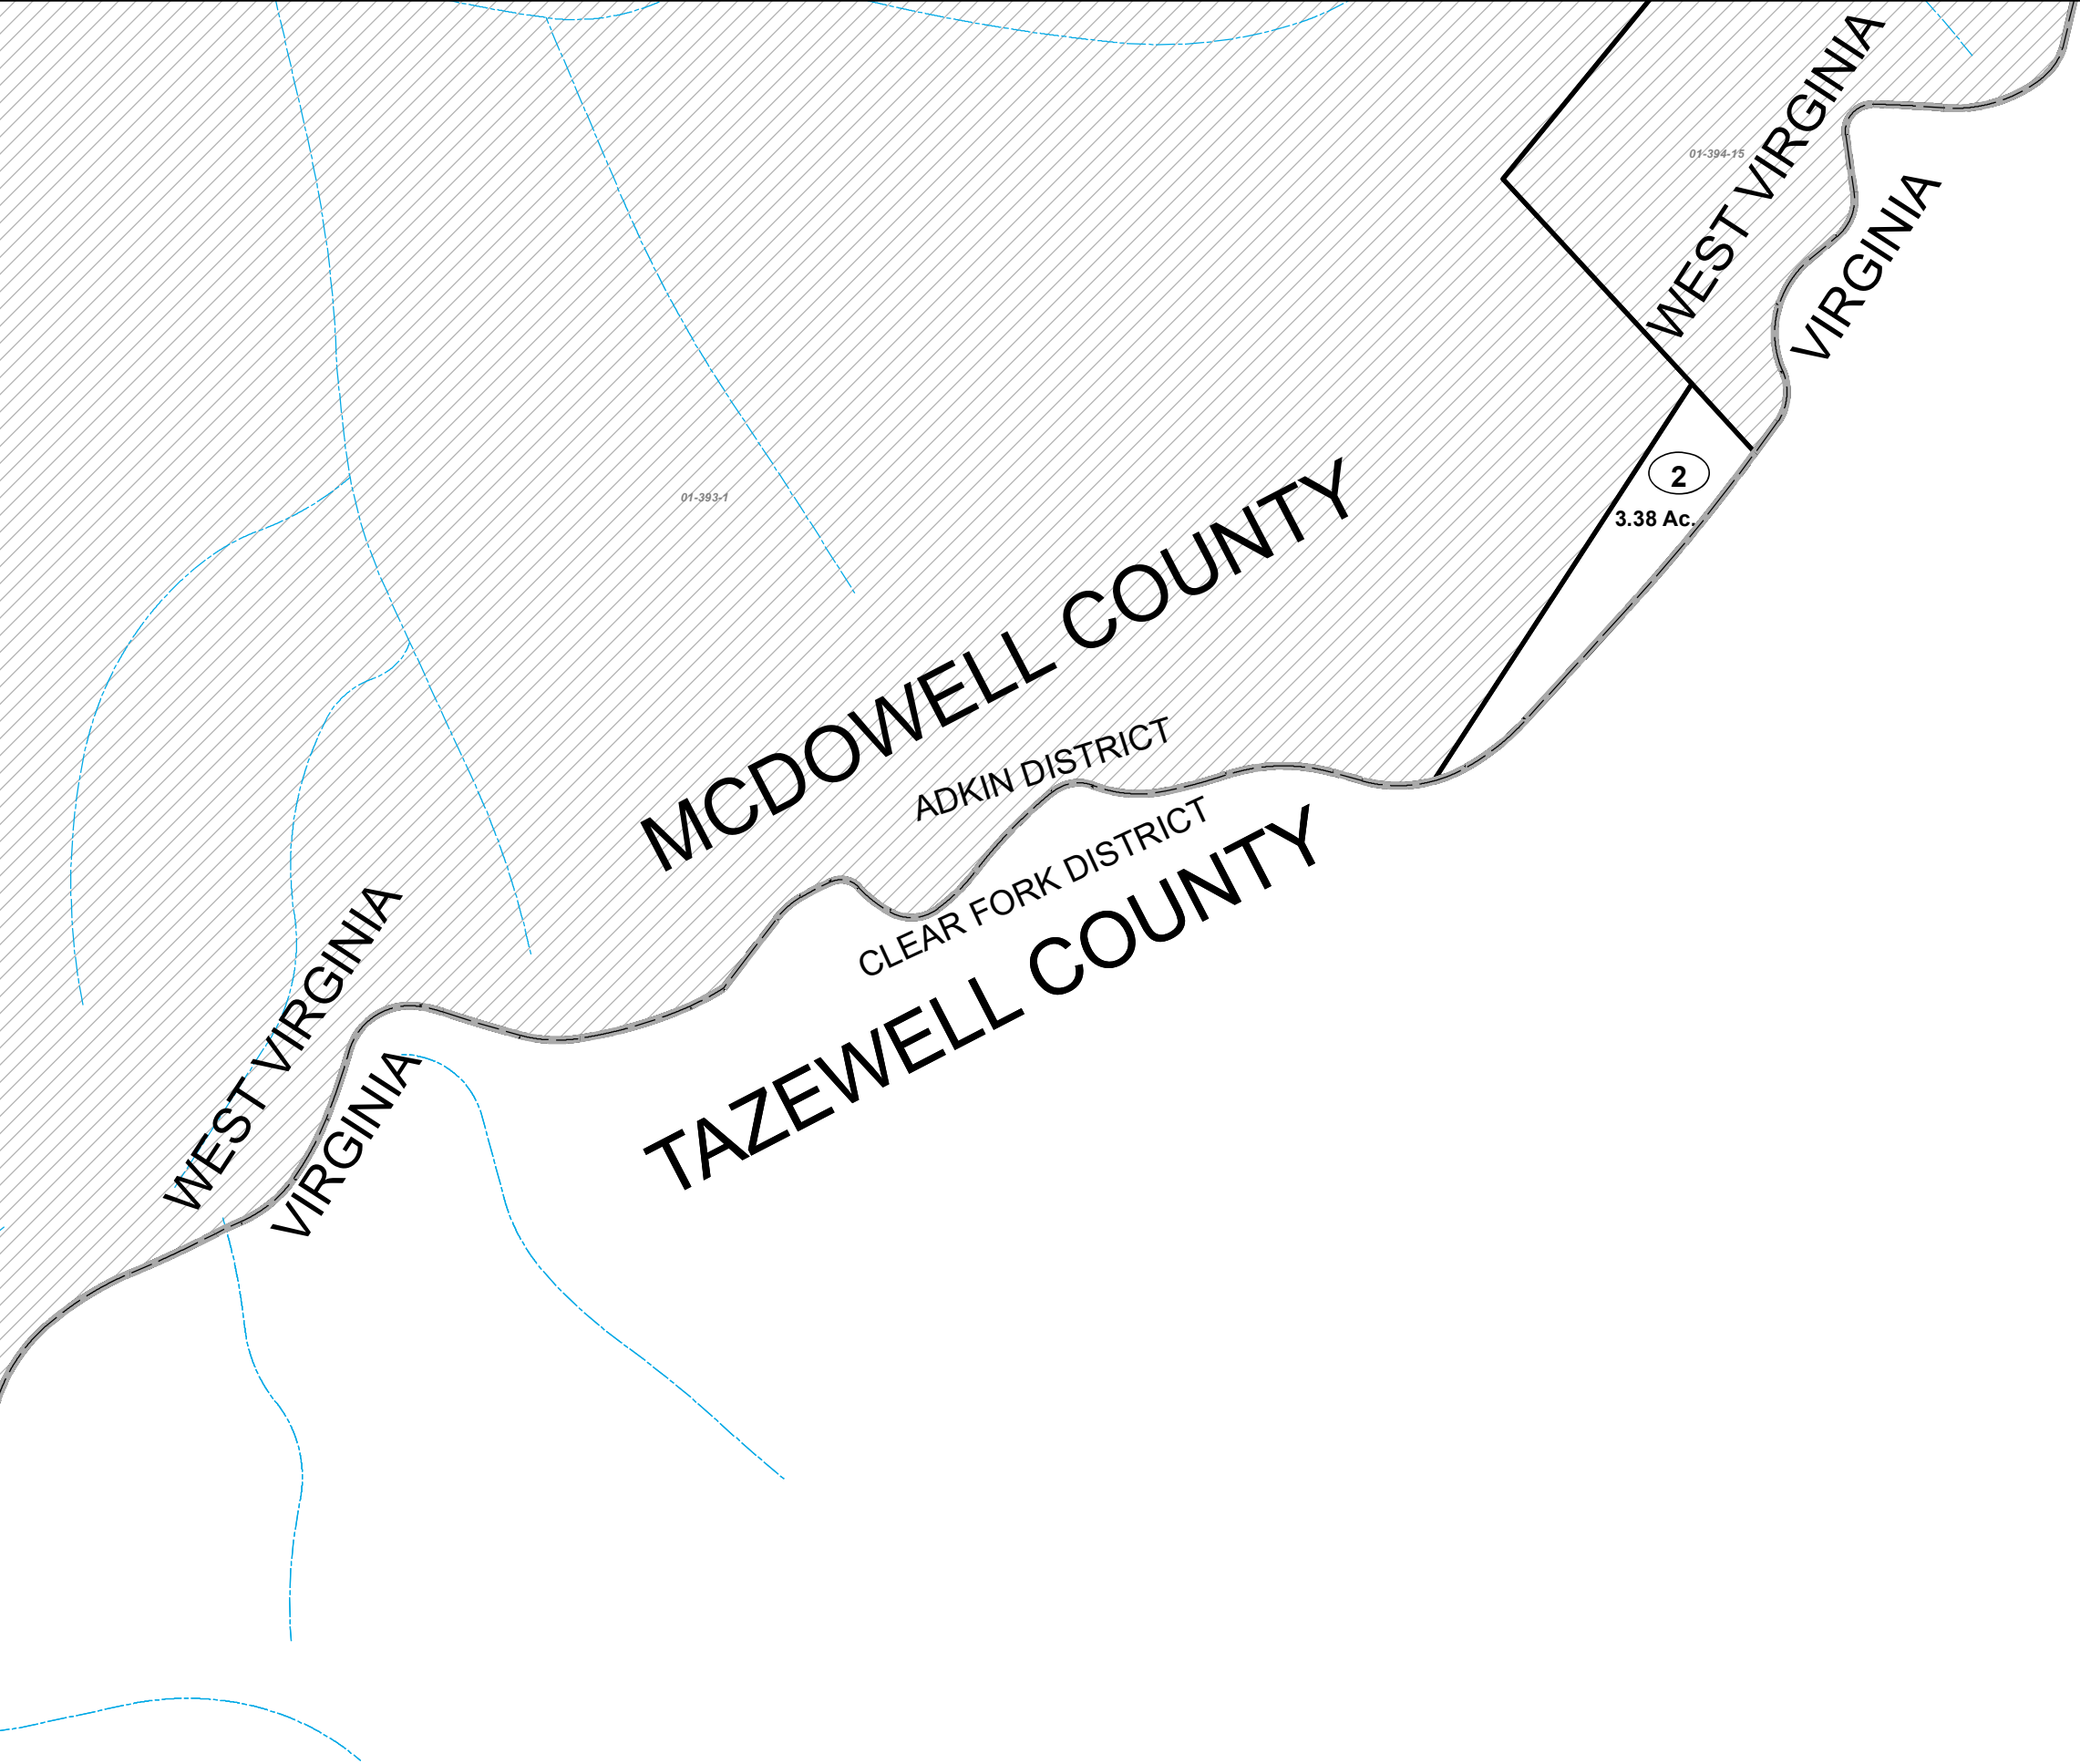 WEST VIRGINIA
01-394-15
VIRGINIA
2
3.38 Ac.
01-393-1
MCDOWELL COUNTY
ADKIN DISTRICT
CLEAR FORK DISTRICT
TAZEWELL COUNTY
WEST VIRGINIA
VIRGINIA